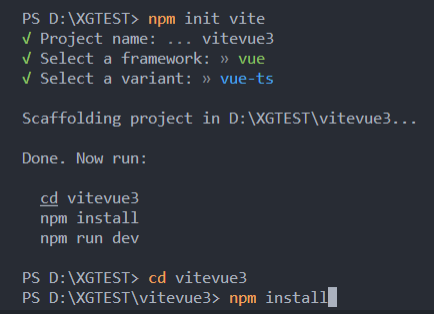 PS D:\XGTEST> npm init vite
√ Project name: ... vitevue3
√ Select a framework: » vue
√ Select a variant: » vue-ts
Scaffolding project in D:\XGTEST\vitevue3...
Done. Now run:
cd vitevue3
npm install
npm run dev
PS D:\XGTEST> cd vitevue3
PS D:\XGTEST\vitevue3> npm install